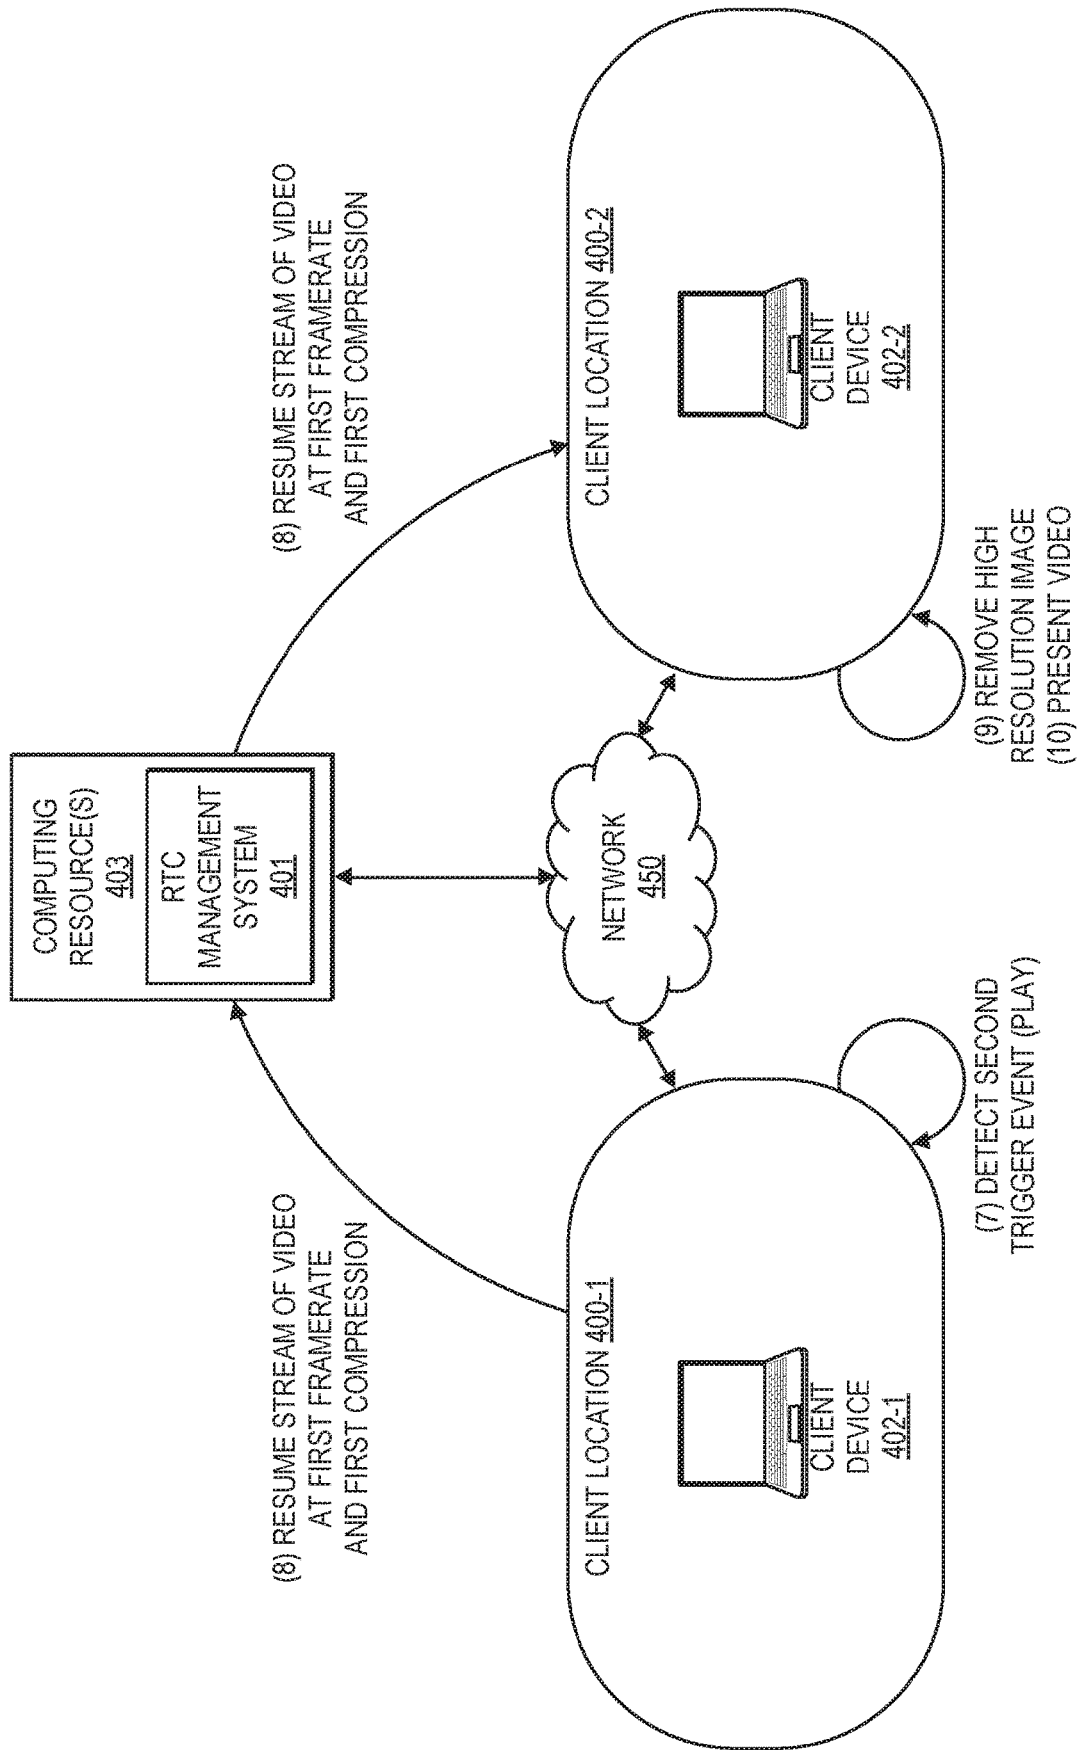 COMPUTING
RESOURCE(S)
403
RTC
MANAGEMENT
SYSTEM
401
(8) RESUME STREAM OF VIDEO
AT FIRST FRAMERATE
AND FIRST COMPRESSION
(8) RESUME STREAM OF VIDEO
AT FIRST FRAMERATE
AND FIRST COMPRESSION
NETWORK
450
CLIENT LOCATION 400-1
CLIENT
DEVICE
402-1
(7) DETECT SECOND
TRIGGER EVENT (PLAY)
CLIENT LOCATION 400-2
CLIENT
DEVICE
402-2
(9) REMOVE HIGH
RESOLUTION IMAGE
(10) PRESENT VIDEO